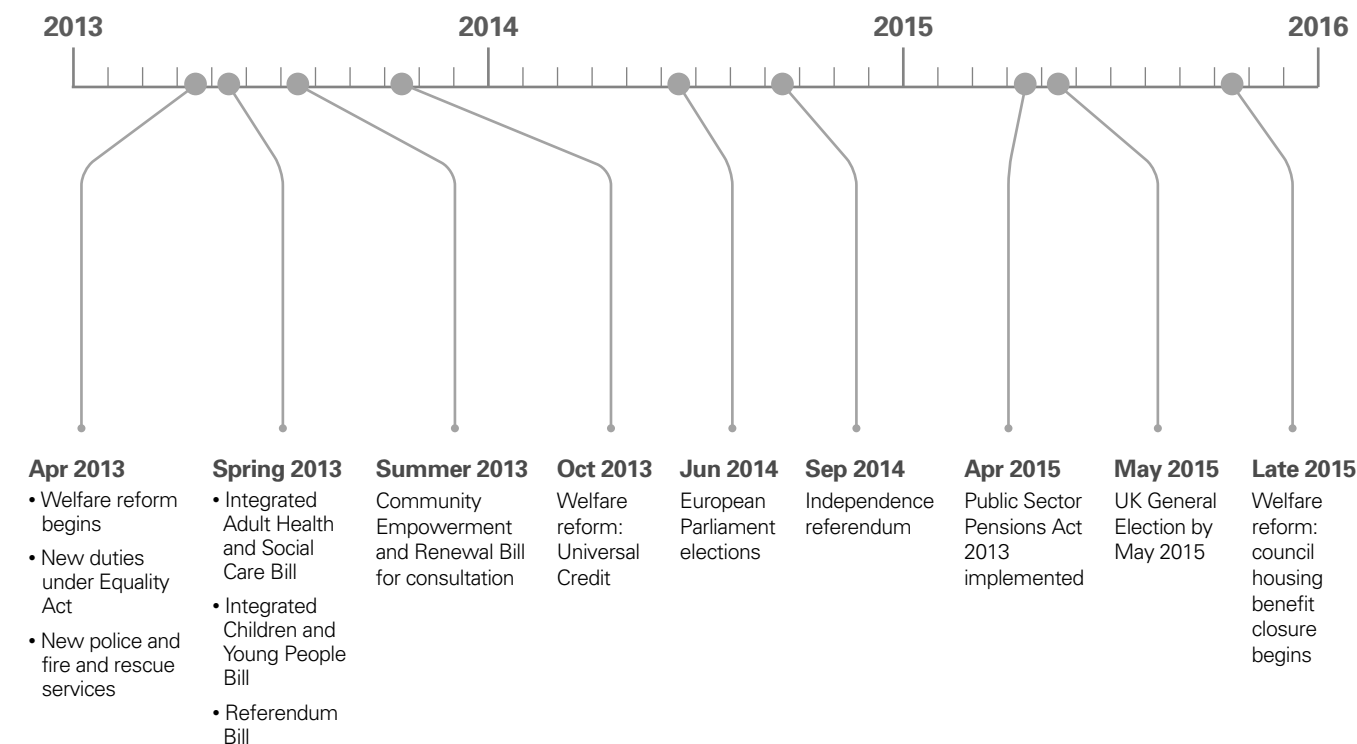 2013
2014
2015
2016
Apr 2013
• Welfare reform
begins
• New duties
under Equality
Act
• New police and
fire and rescue
services
Spring 2013
• Integrated
Adult Health
and Social
Care Bill
• Integrated
Children and
Young People
Bill
• Referendum
Bill
Summer 2013
Community
Empowerment
and Renewal Bill
for consultation
Oct 2013
Welfare
reform:
Universal
Credit
Jun 2014
European
Parliament
elections
Sep 2014
Independence
referendum
Apr 2015
Public Sector
Pensions Act
2013
implemented
May 2015
UK General
Election by
May 2015
Late 2015
Welfare
reform:
council
housing
benefit
closure
begins